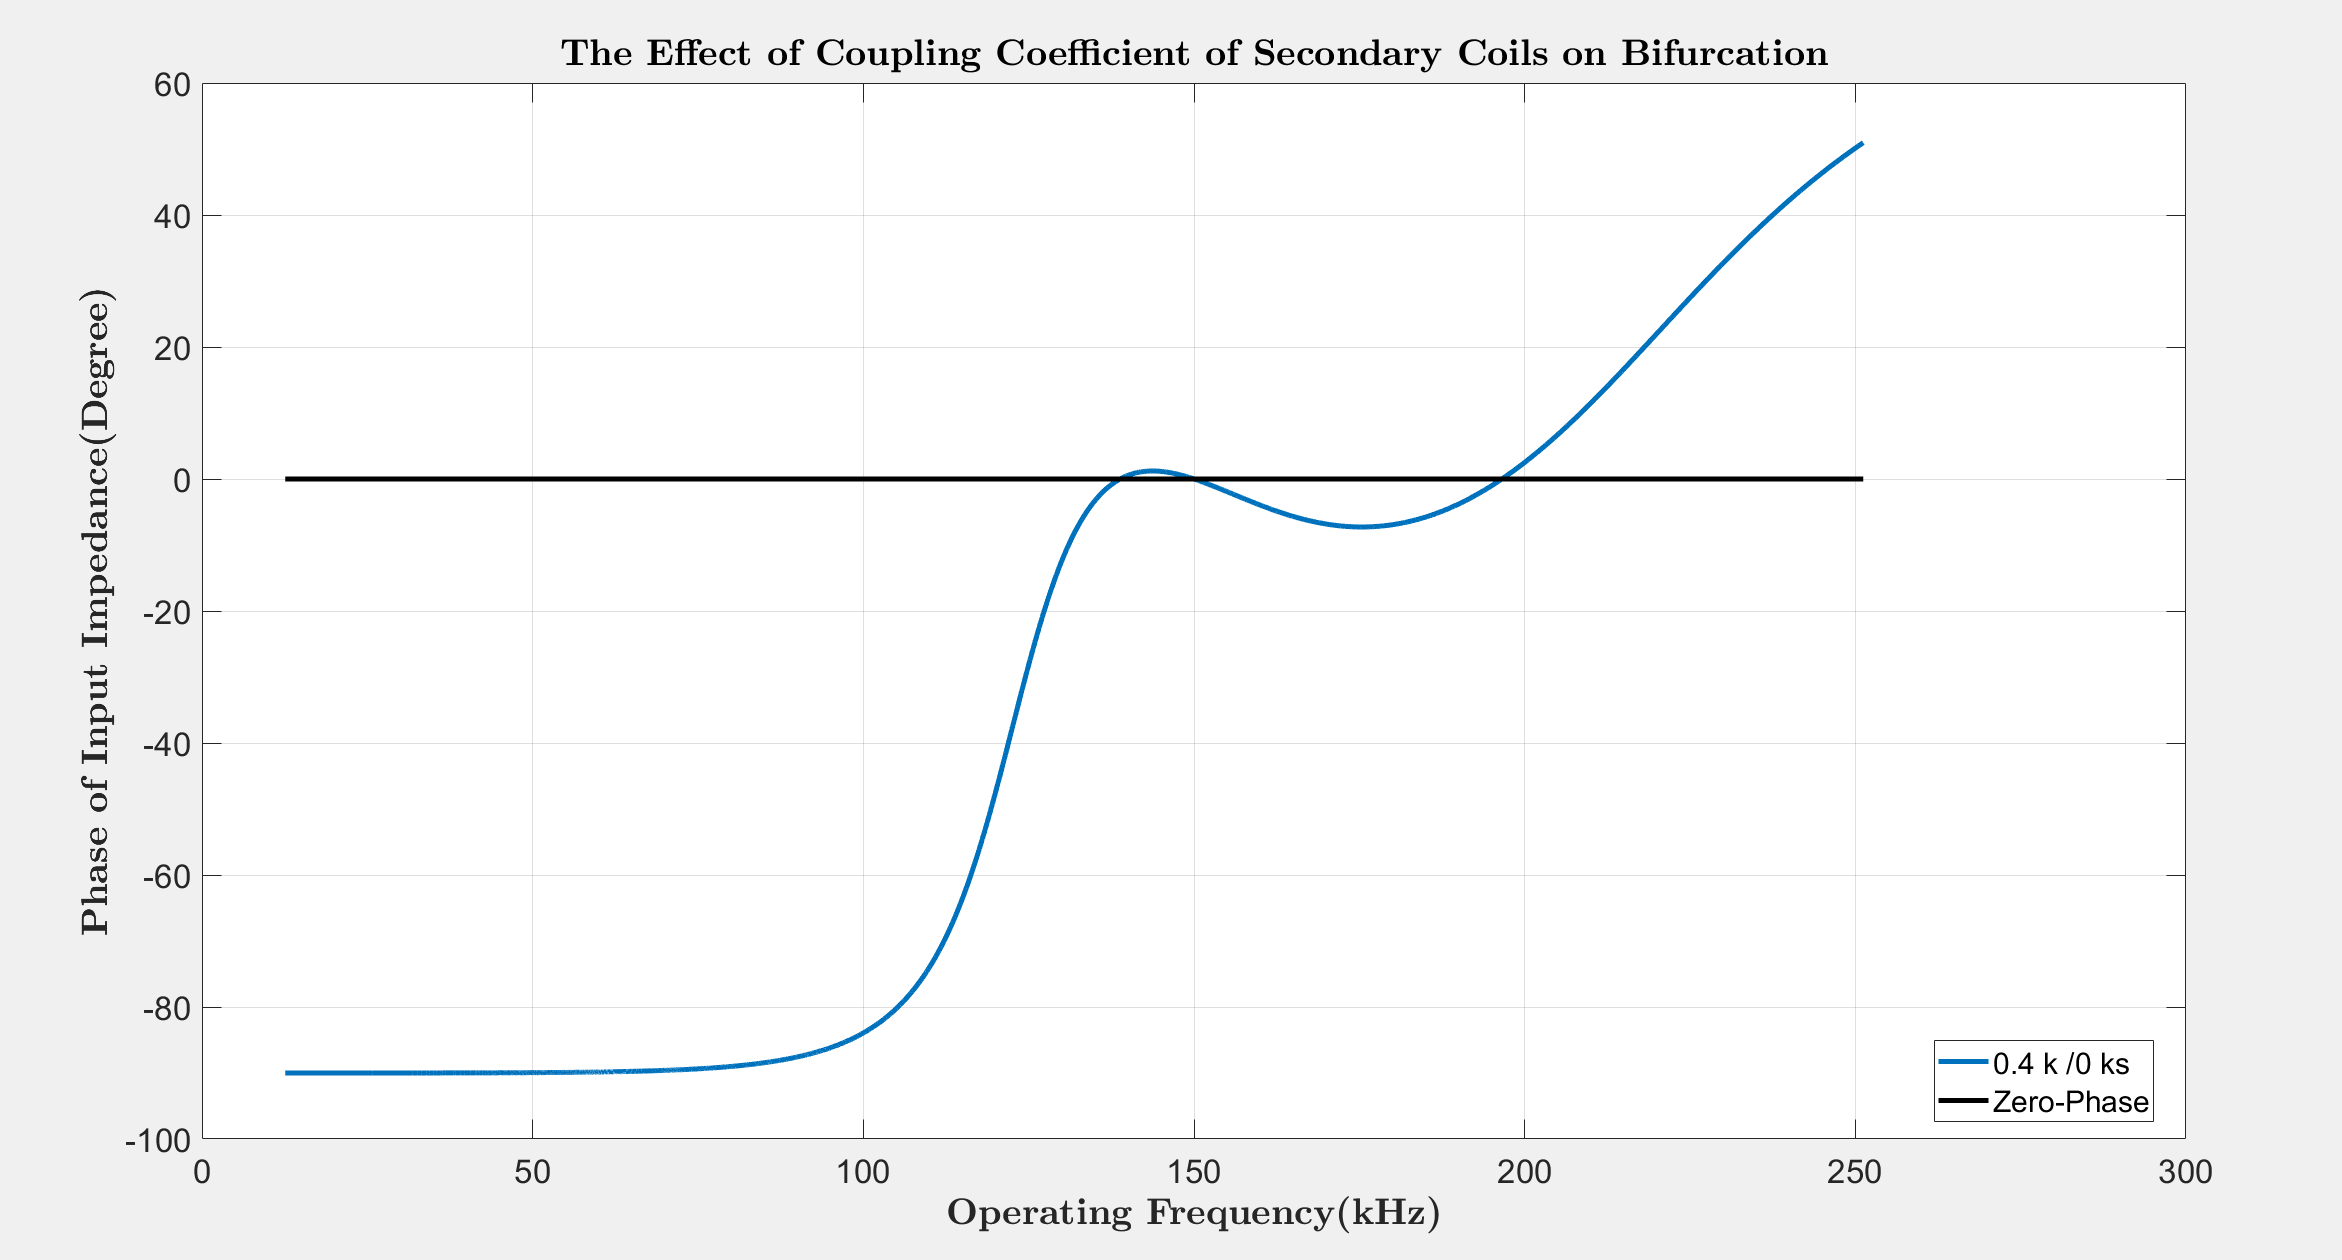 The Effect of Coupling Coefficient of Secondary Coils on Bifurcation
60
40
20
0
-20
-40
-60
-80
-100
Phase of Input Impedance(Degree)
0.4 k /0 ks
Zero-Phase
0 50 100 150 200 250 300
Operating Frequency(kHz)